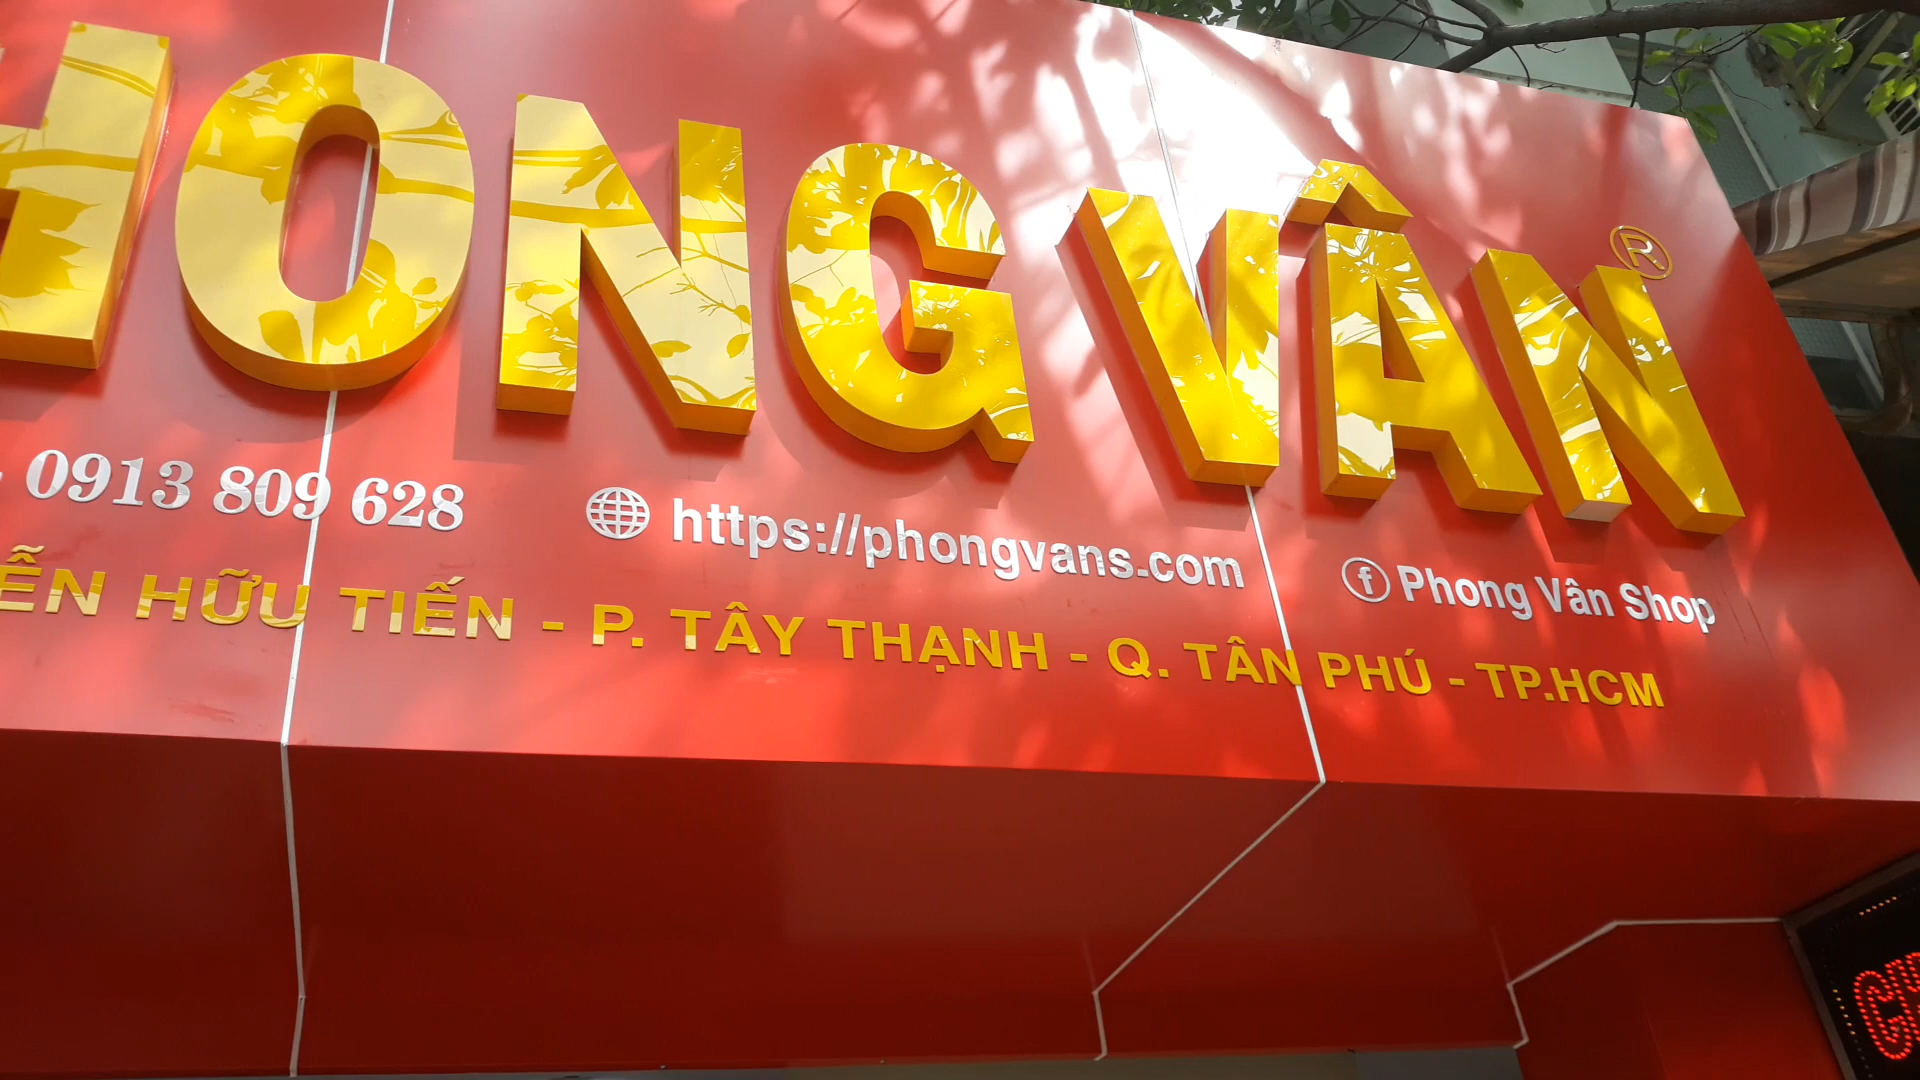 HONG VÂN ®
0913 809 628 https://phongvans.com Phong Vân Shop
ỄN HỮU TIẾN - P. TÂY THẠNH - Q. TÂN PHÚ - TP.HCM